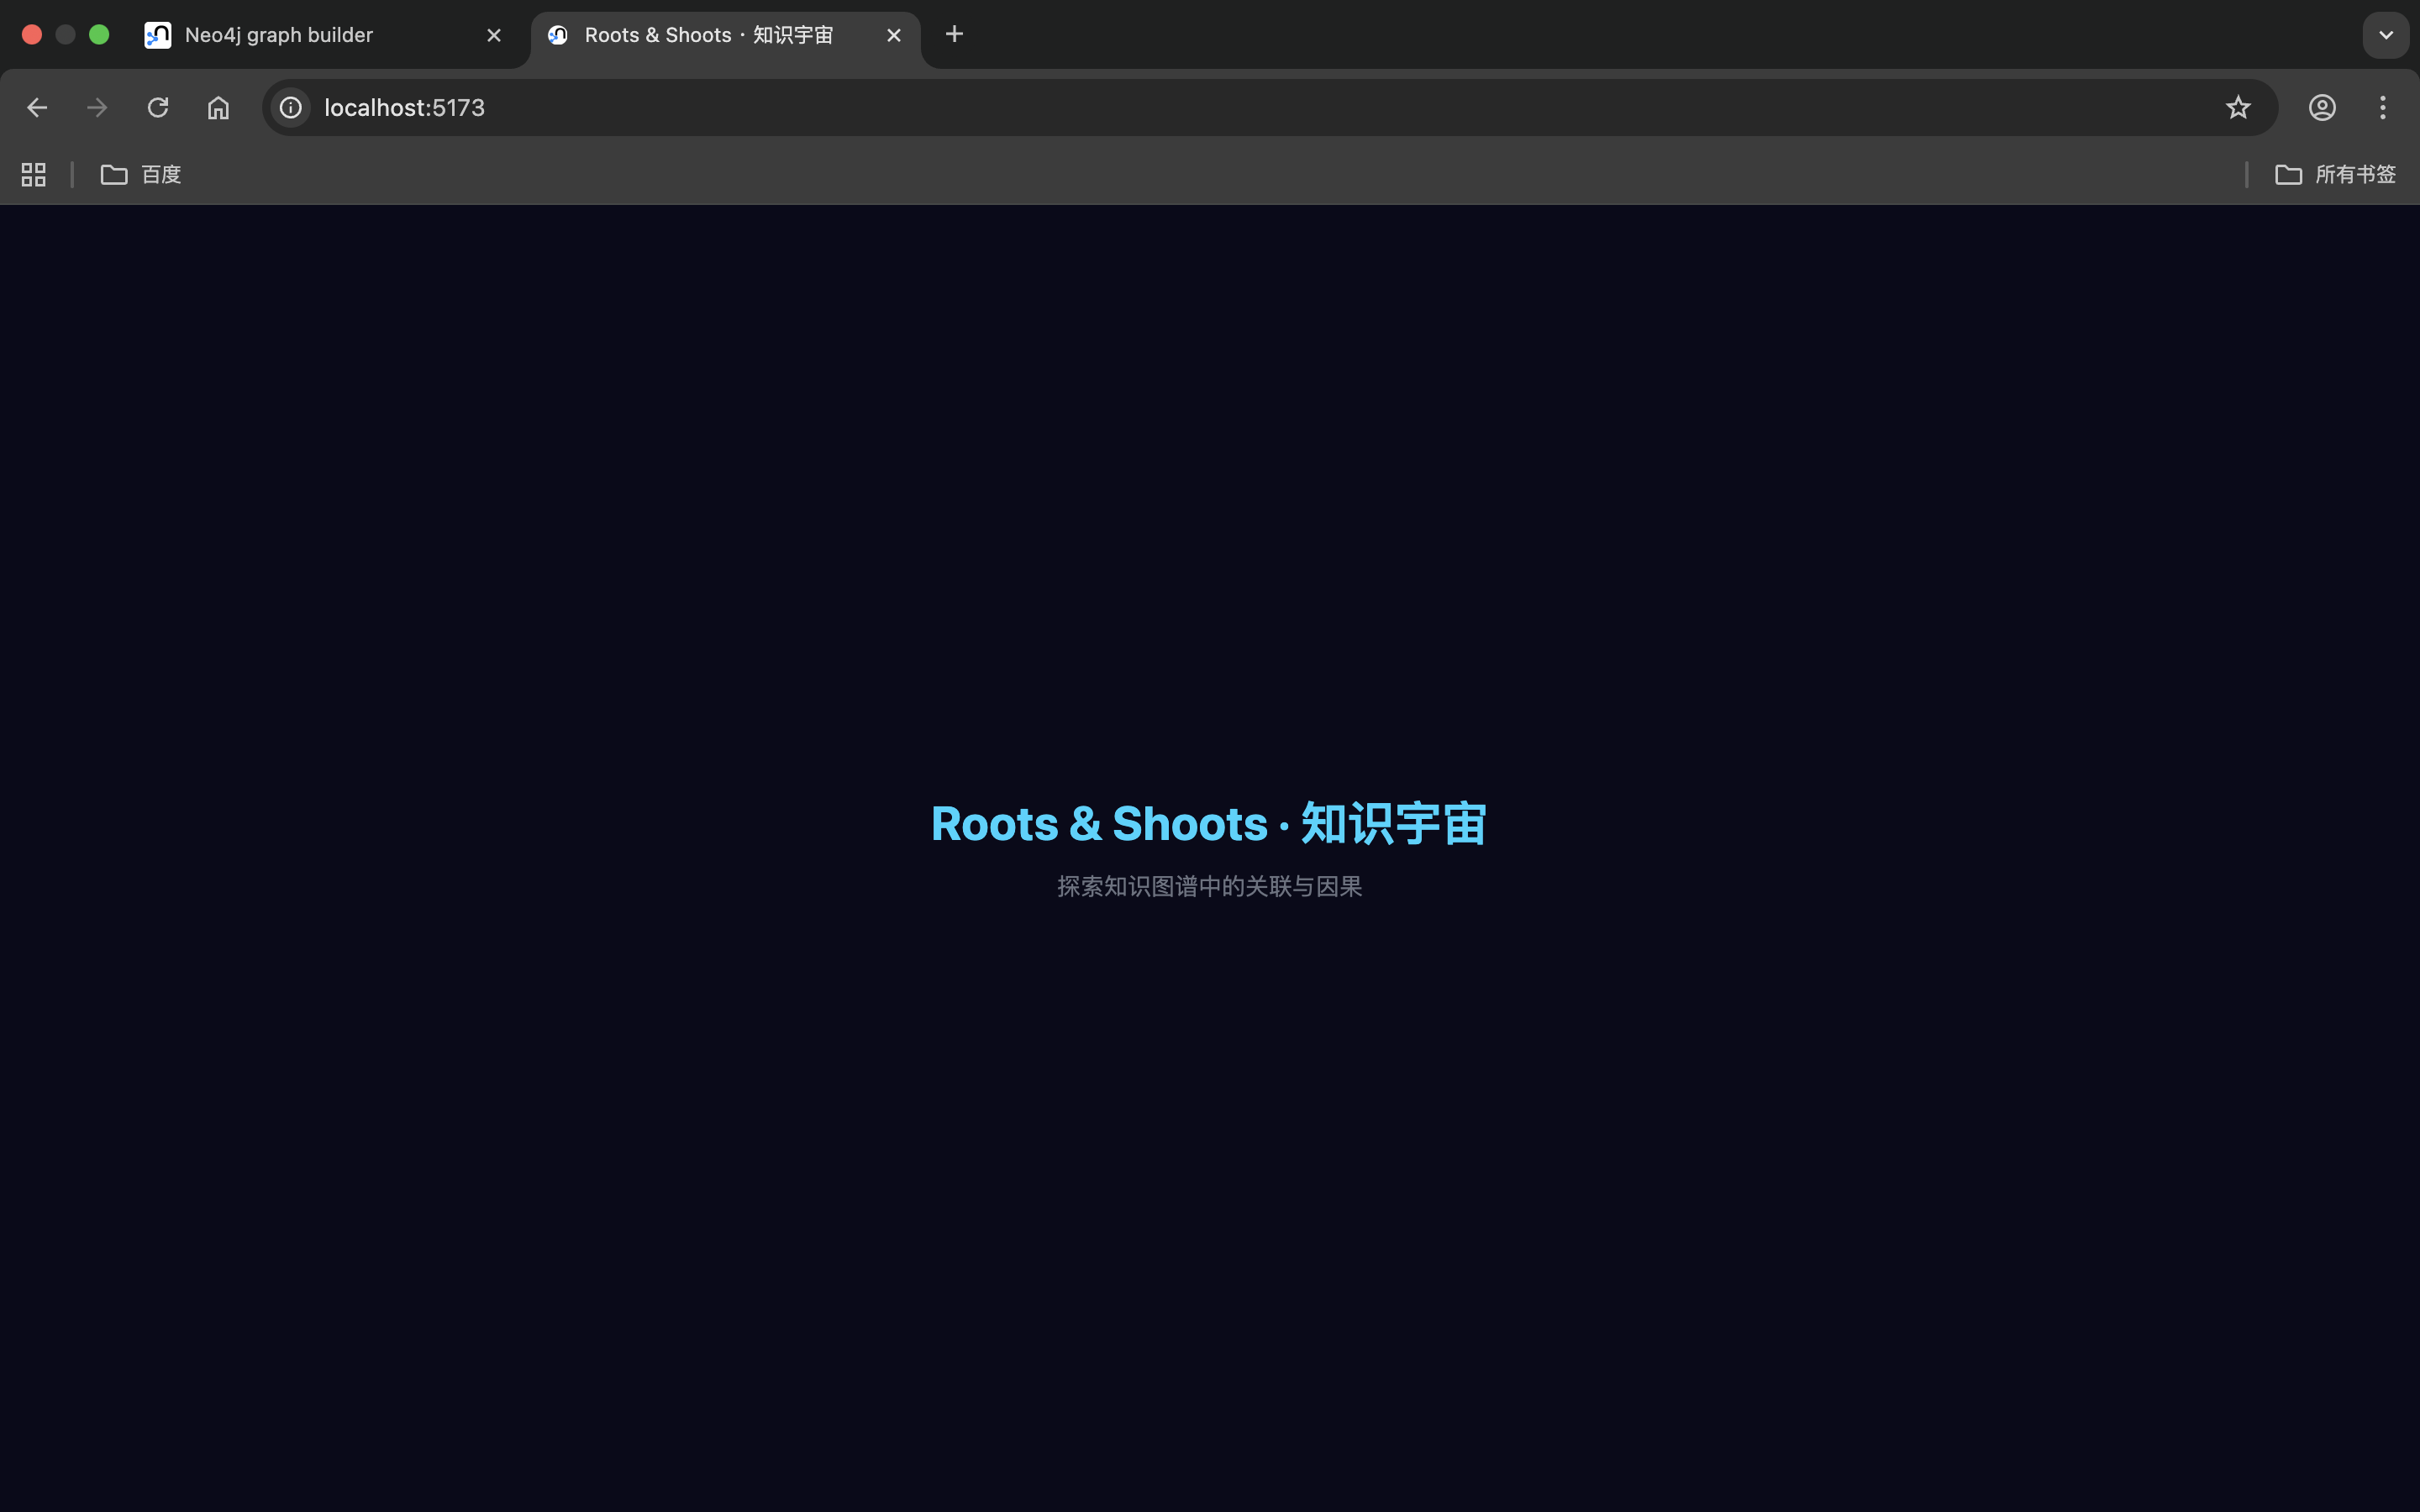 Neo4j graph builder
Roots & Shoots · 知识宇宙
localhost:5173
百度
所有书签
Roots & Shoots · 知识宇宙
探索知识图谱中的关联与因果